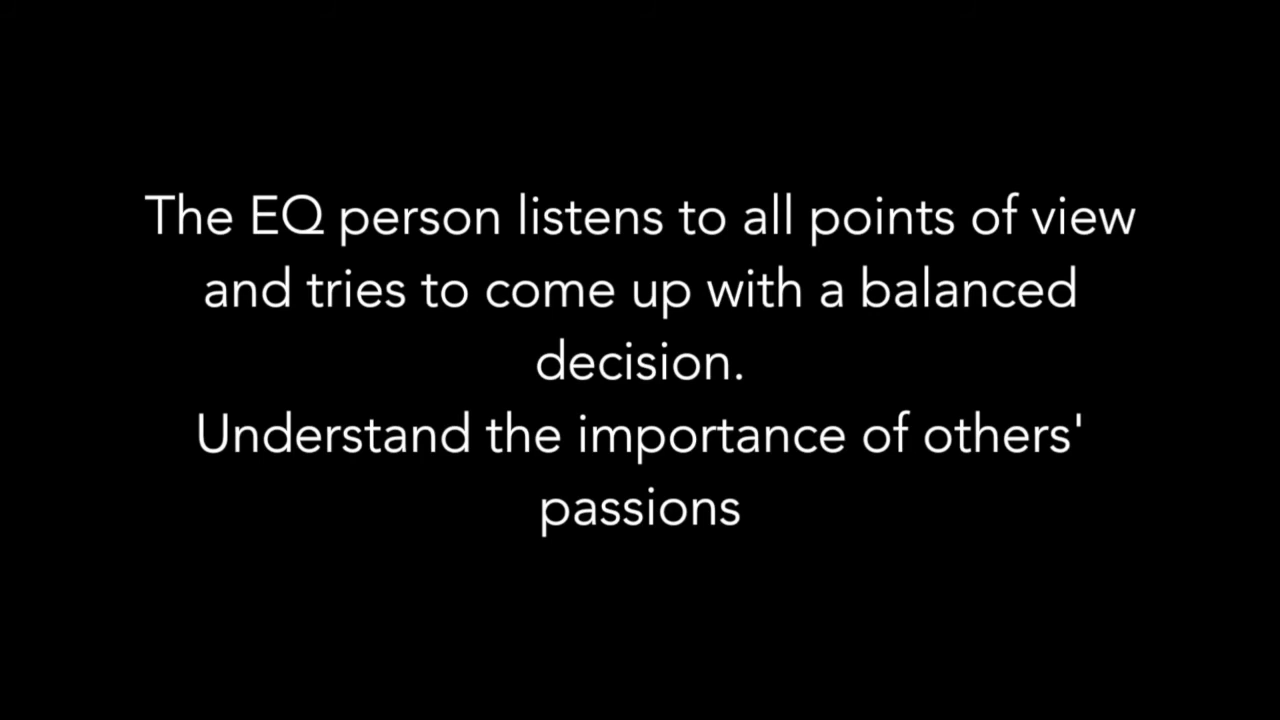 The EQ person listens to all points of view
and tries to come up with a balanced
decision.
Understand the importance of others'
passions